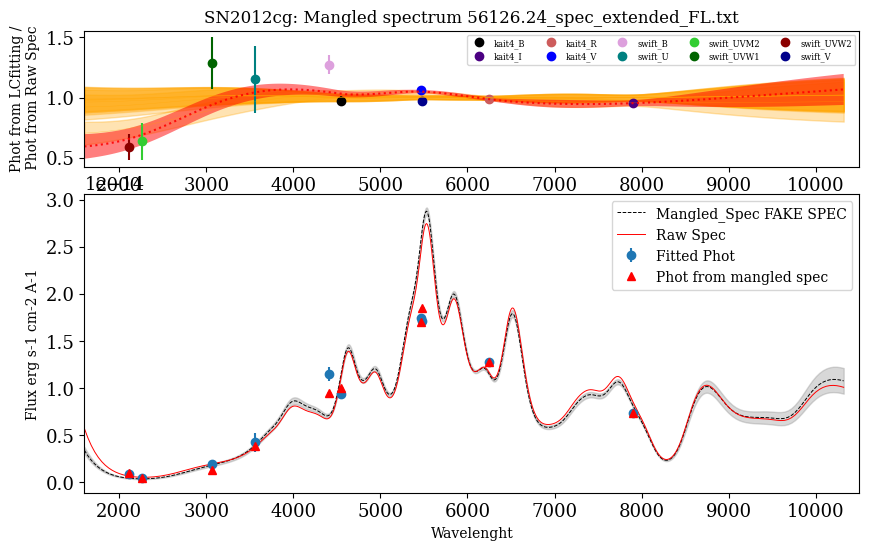 SN2012cg: Mangled spectrum 56126.24_spec_extended_FL.txt
Phot from LCfitting /
Phot from Raw Spec
1.5
1.0
0.5
kait4_B kait4_R swift_B swift_UVM2 swift_UVW2
kait4_I kait4_V swift_U swift_UVW1 swift_V
2000 3000 4000 5000 6000 7000 8000 9000 10000
1e−14
Flux erg s-1 cm-2 A-1
3.0
2.5
2.0
1.5
1.0
0.5
0.0
Mangled_Spec FAKE SPEC
Raw Spec
Fitted Phot
Phot from mangled spec
2000 3000 4000 5000 6000 7000 8000 9000 10000
Wavelenght